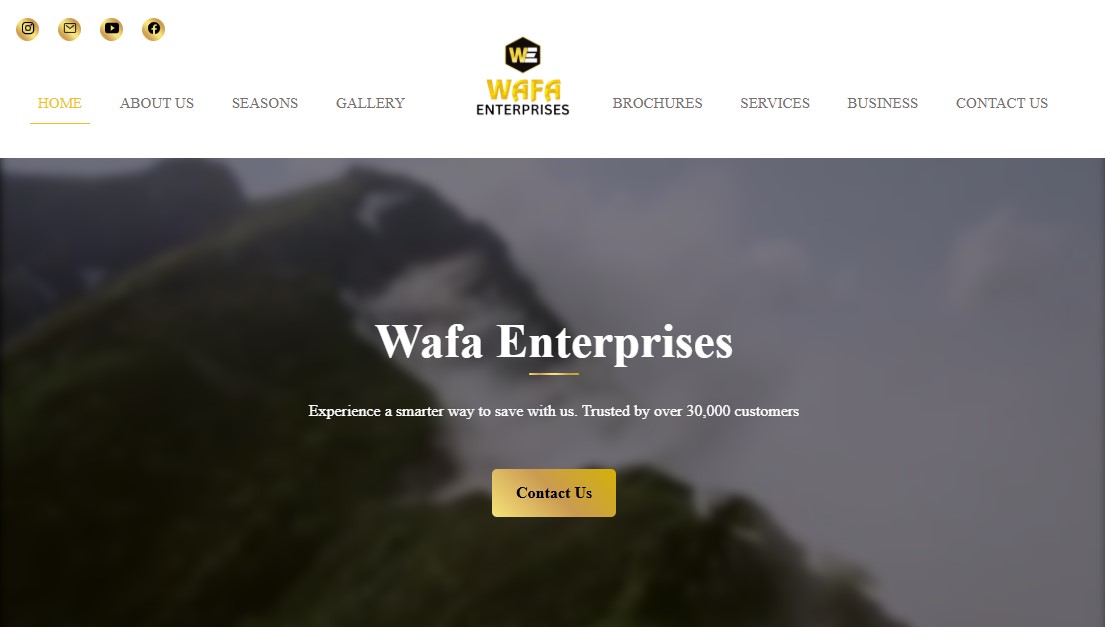 HOME
ABOUT US
SEASONS
GALLERY
WE
WAFA
ENTERPRISES
BROCHURES
SERVICES
BUSINESS
CONTACT US
Wafa Enterprises
Experience a smarter way to save with us. Trusted by over 30,000 customers
Contact Us